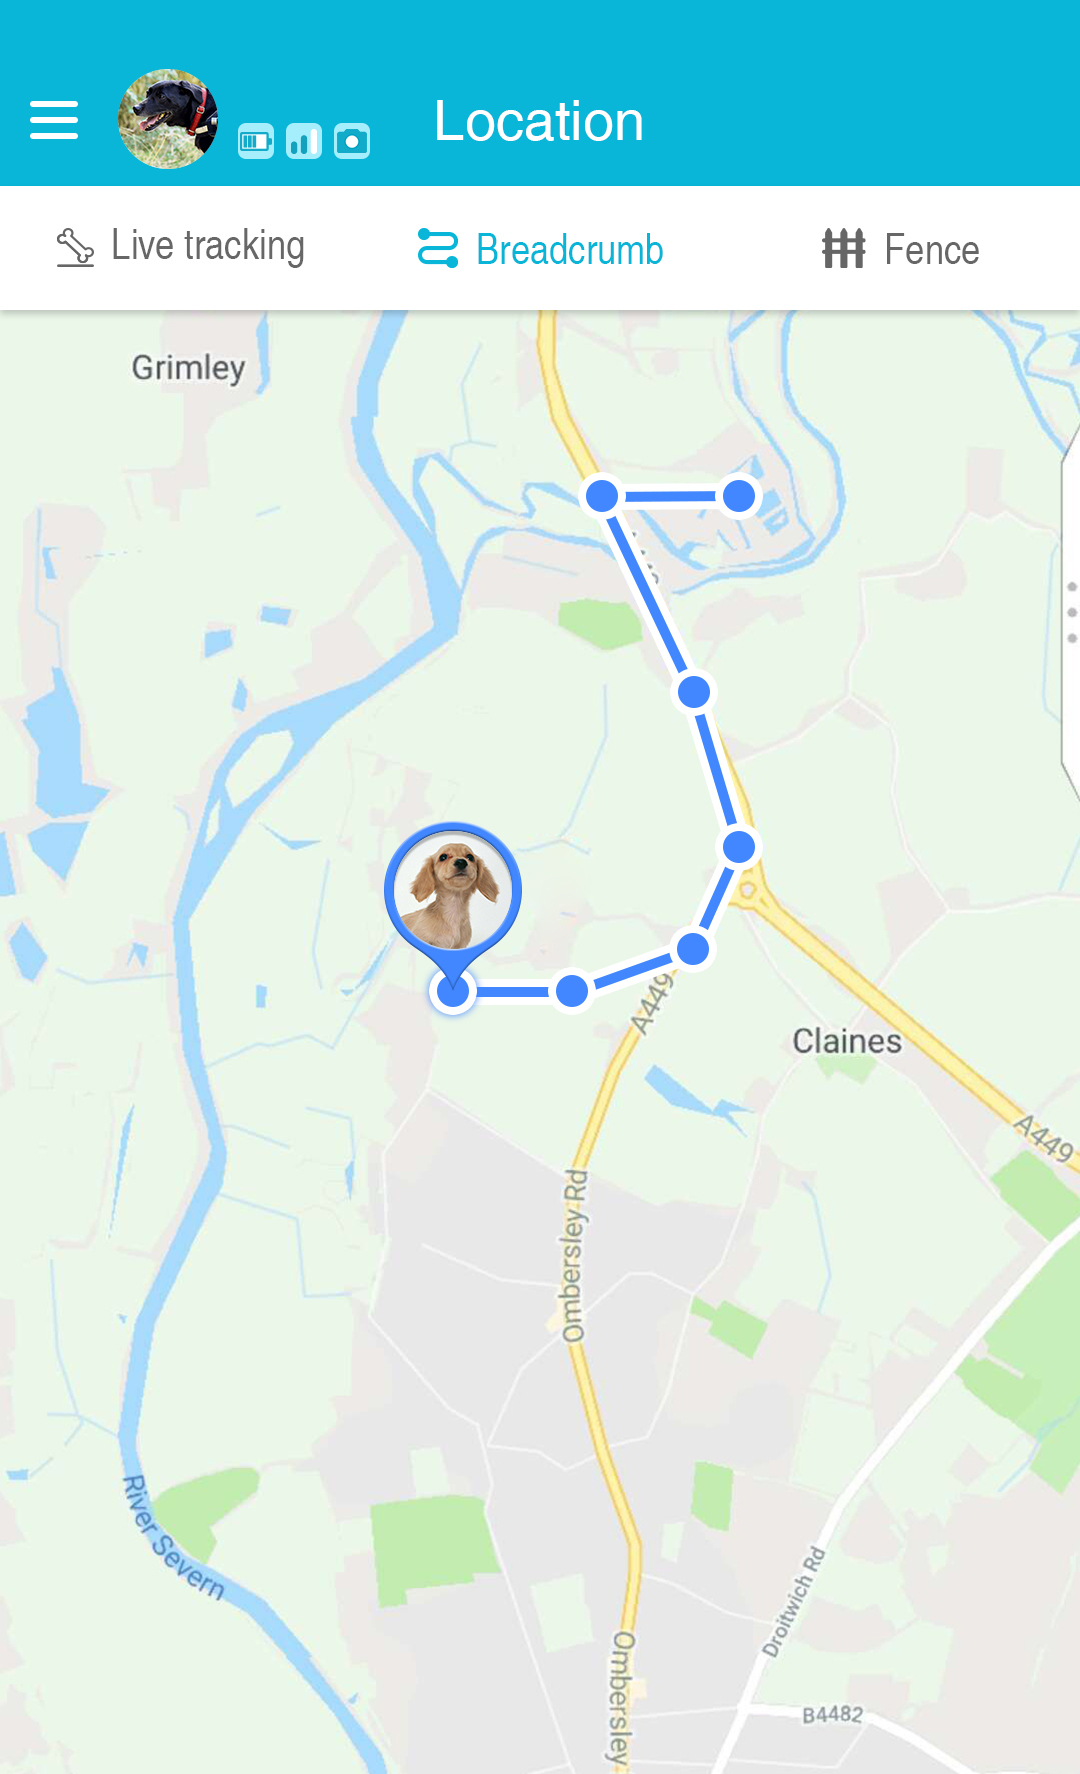 Location
Live tracking
Breadcrumb
Fence
Grimley
A449
Claines
A449
Ombersley Rd
River Severn
Droitwich Rd
Ombersley
B4482